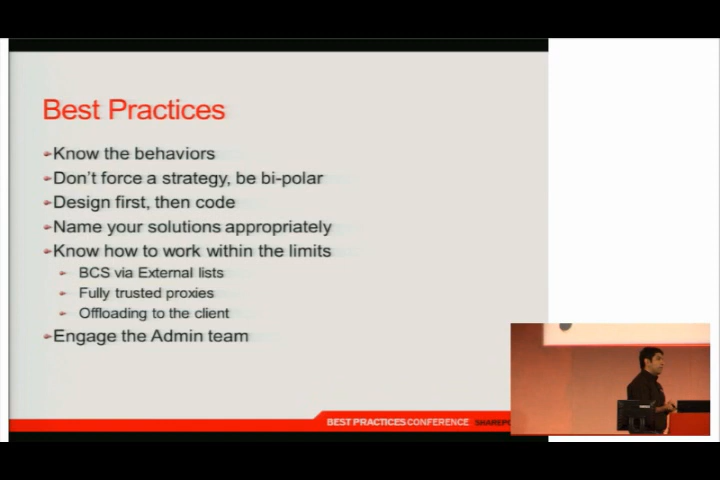 Best Practices
Know the behaviors
Don't force a strategy, be bi-polar
Design first, then code
Name your solutions appropriately
Know how to work within the limits
BCS via External lists
Fully trusted proxies
Offloading to the client
Engage the Admin team
BEST PRACTICES CONFERENCE